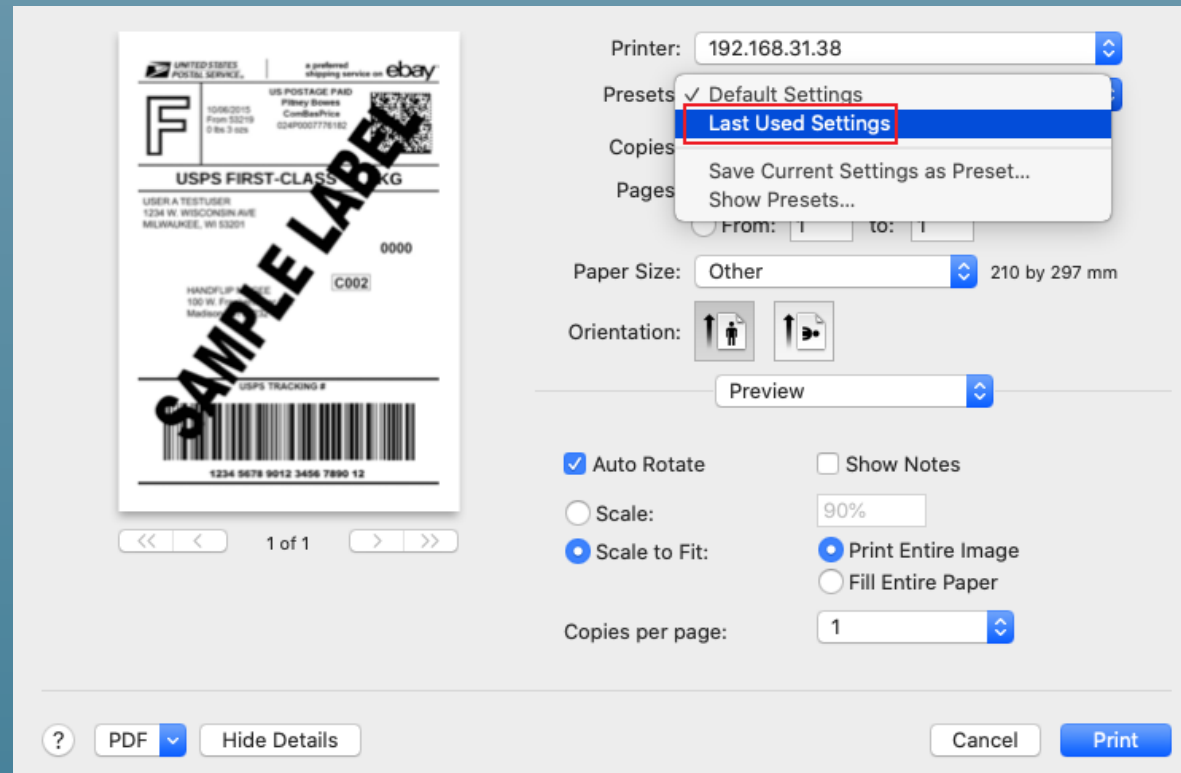 UNITED STATES
POSTAL SERVICE®
a preferred
shipping service on ebay
F
10/06/2015
From 53219
0 lbs 3 ozs
US POSTAGE PAID
Pitney Bowes
ComBasPrice
024P0007776182
USPS FIRST-CLASS KG
USER A TESTUSER
1234 W. WISCONSIN AVE
MILWAUKEE, WI 53201
0000
C002
HANDFLIP
100 W.
SAMPLE LABEL
USPS TRACKING #
1234 5678 9012 3456 7890 12
<< < 1 of 1 > >>
Printer: 192.168.31.38
Presets ✓ Default Settings
Last Used Settings
Save Current Settings as Preset...
Show Presets...
Copies
Pages
From: 1 to: 1
Paper Size: Other 210 by 297 mm
Orientation:
Preview
Auto Rotate Show Notes
Scale: 90%
Scale to Fit: Print Entire Image
Fill Entire Paper
Copies per page: 1
? PDF Hide Details Cancel Print